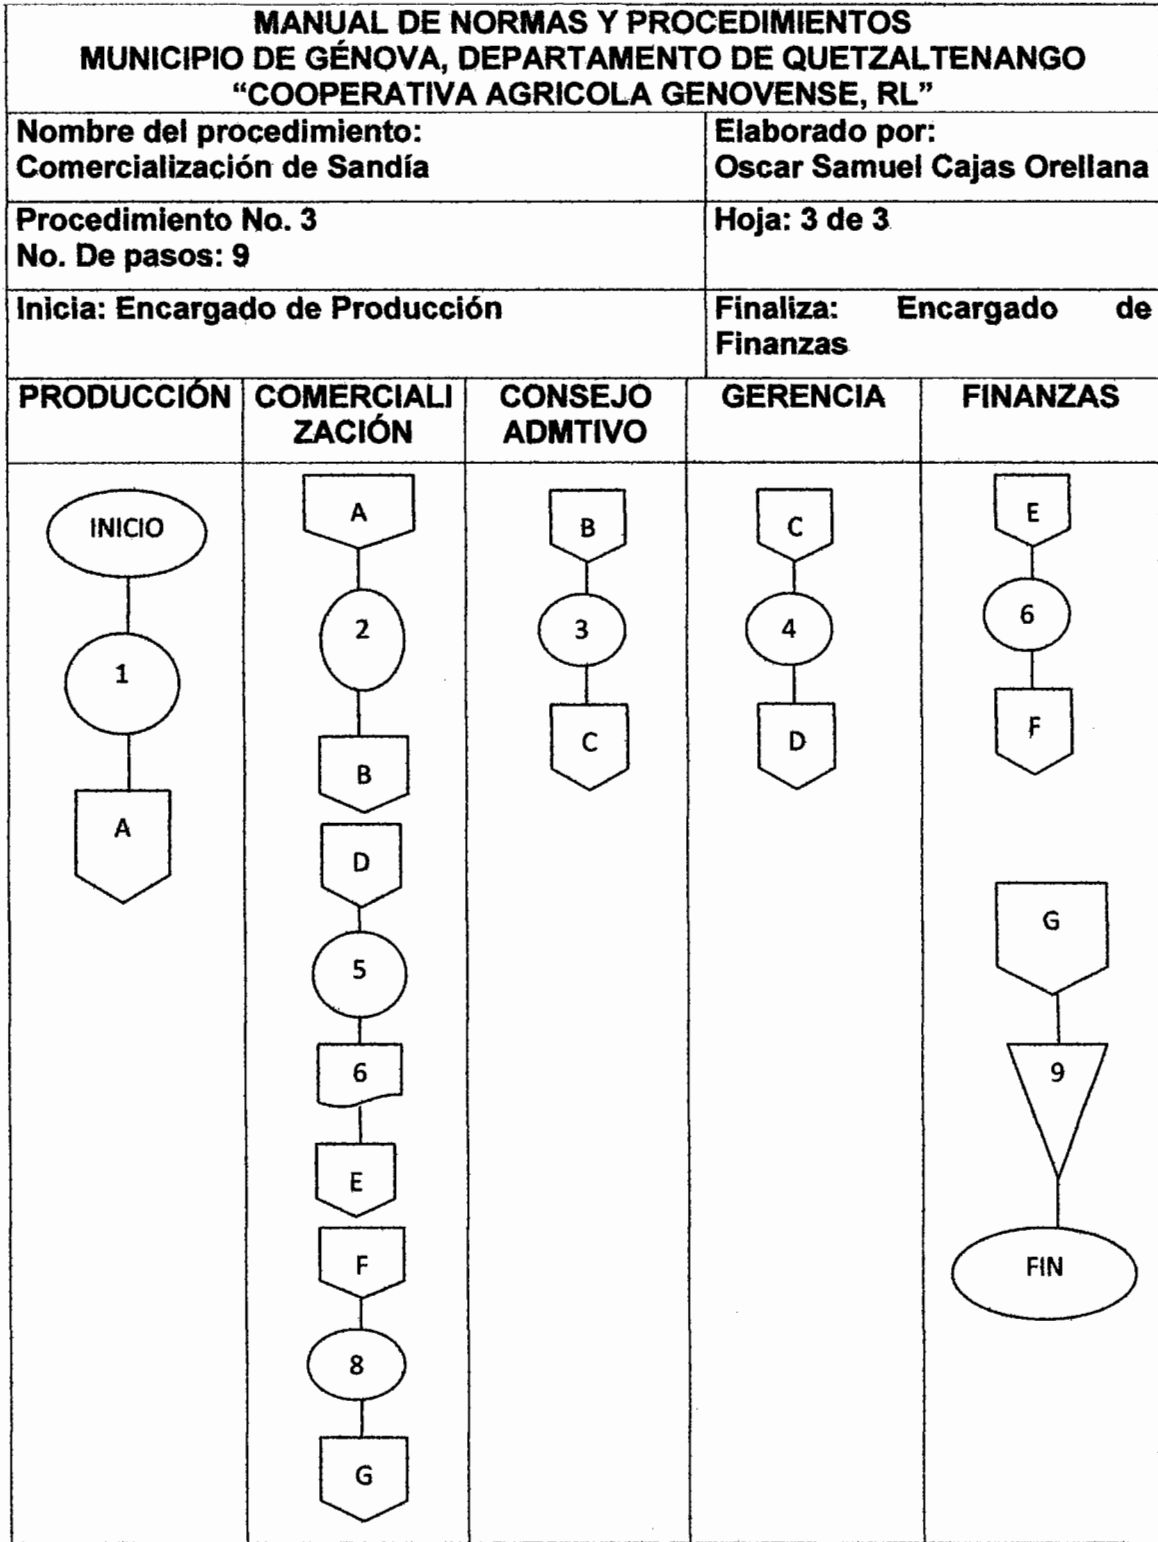 MANUAL DE NORMAS Y PROCEDIMIENTOS
MUNICIPIO DE GÉNOVA, DEPARTAMENTO DE QUETZALTENANGO
“COOPERATIVA AGRICOLA GENOVENSE, RL”
Nombre del procedimiento:
Comercialización de Sandía
Elaborado por:
Oscar Samuel Cajas Orellana
Procedimiento No. 3
No. De pasos: 9
Hoja: 3 de 3
Inicia: Encargado de Producción
Finaliza: Encargado de
Finanzas
PRODUCCIÓN
COMERCIALI
ZACIÓN
CONSEJO
ADMTIVO
GERENCIA
FINANZAS
INICIO
1
A
A
2
B
D
5
6
E
F
8
G
B
3
C
C
4
D
E
6
F
G
9
FIN